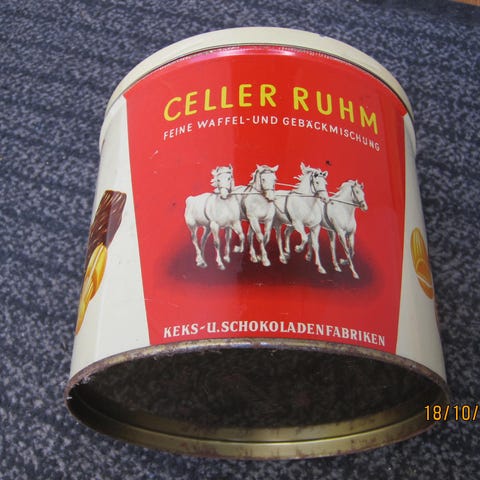 CELLER RUHM
FEINE WAFFEL-UND GEBÄCKMISCHUNG
KEKS-U.SCHOKOLADENFABRIKEN
18/10/